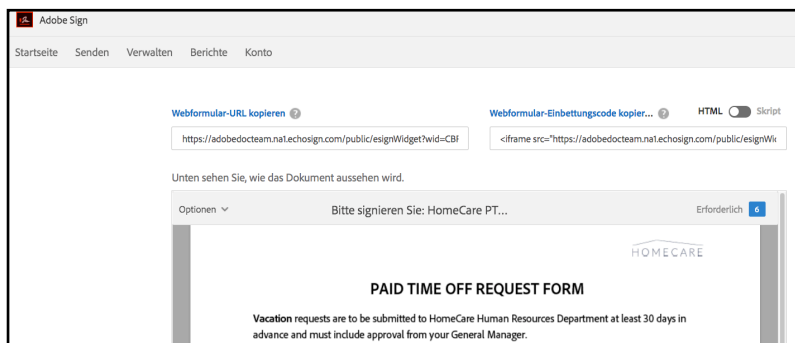 Adobe Sign
Startseite Senden Verwalten Berichte Konto
Webformular-URL kopieren ? Webformular-Einbettungscode kopier... ? HTML Skript
https://adobedocteam.na1.echosign.com/public/esignWidget?wid=CBF <iframe src="https://adobedocteam.na1.echosign.com/public/esignWic
Unten sehen Sie, wie das Dokument aussehen wird.
Optionen Bitte signieren Sie: HomeCare PT... Erforderlich 6
HOMECARE
PAID TIME OFF REQUEST FORM
Vacation requests are to be submitted to HomeCare Human Resources Department at least 30 days in
advance and must include approval from your General Manager.